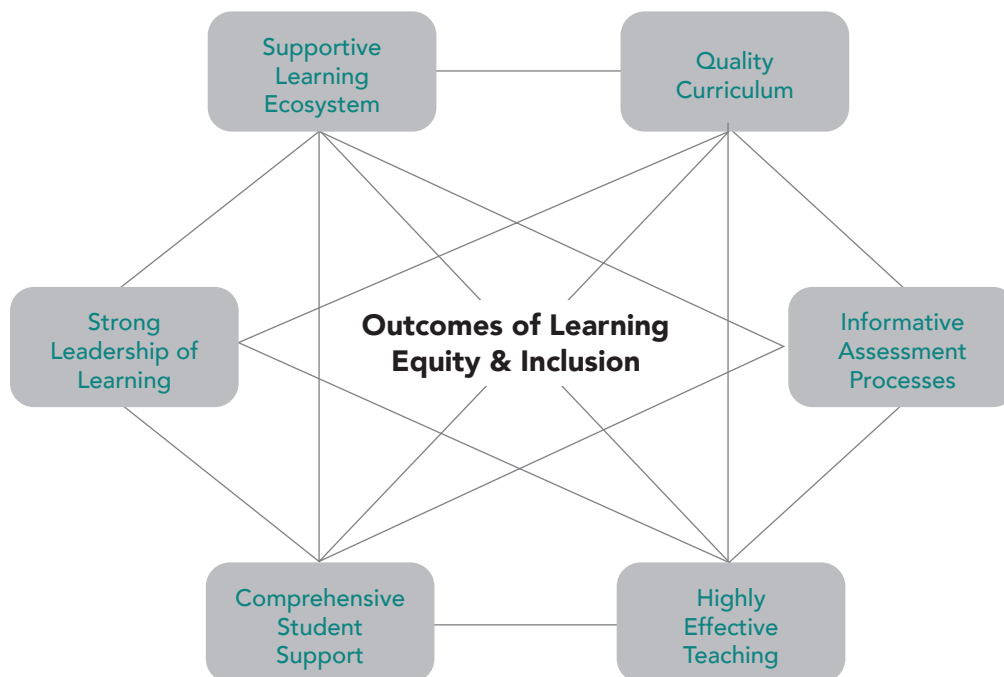 Supportive
Learning
Ecosystem
Quality
Curriculum
Strong
Leadership of
Learning
Outcomes of Learning
Equity & Inclusion
Informative
Assessment
Processes
Comprehensive
Student
Support
Highly
Effective
Teaching